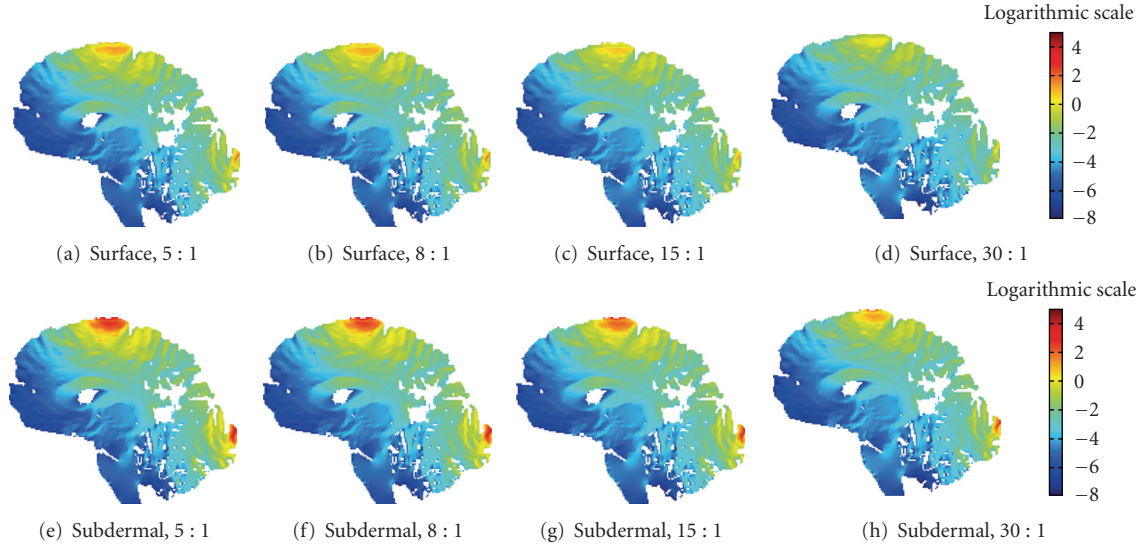 Logarithmic scale
4
2
0
−2
−4
−6
−8
(a) Surface, 5 : 1
(b) Surface, 8 : 1
(c) Surface, 15 : 1
(d) Surface, 30 : 1
Logarithmic scale
4
2
0
−2
−4
−6
−8
(e) Subdermal, 5 : 1
(f) Subdermal, 8 : 1
(g) Subdermal, 15 : 1
(h) Subdermal, 30 : 1